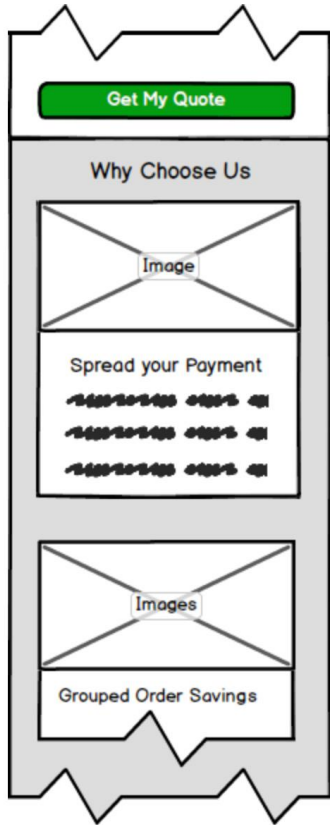 Get My Quote
Why Choose Us
Image
Spread your Payment
Images
Grouped Order Savings